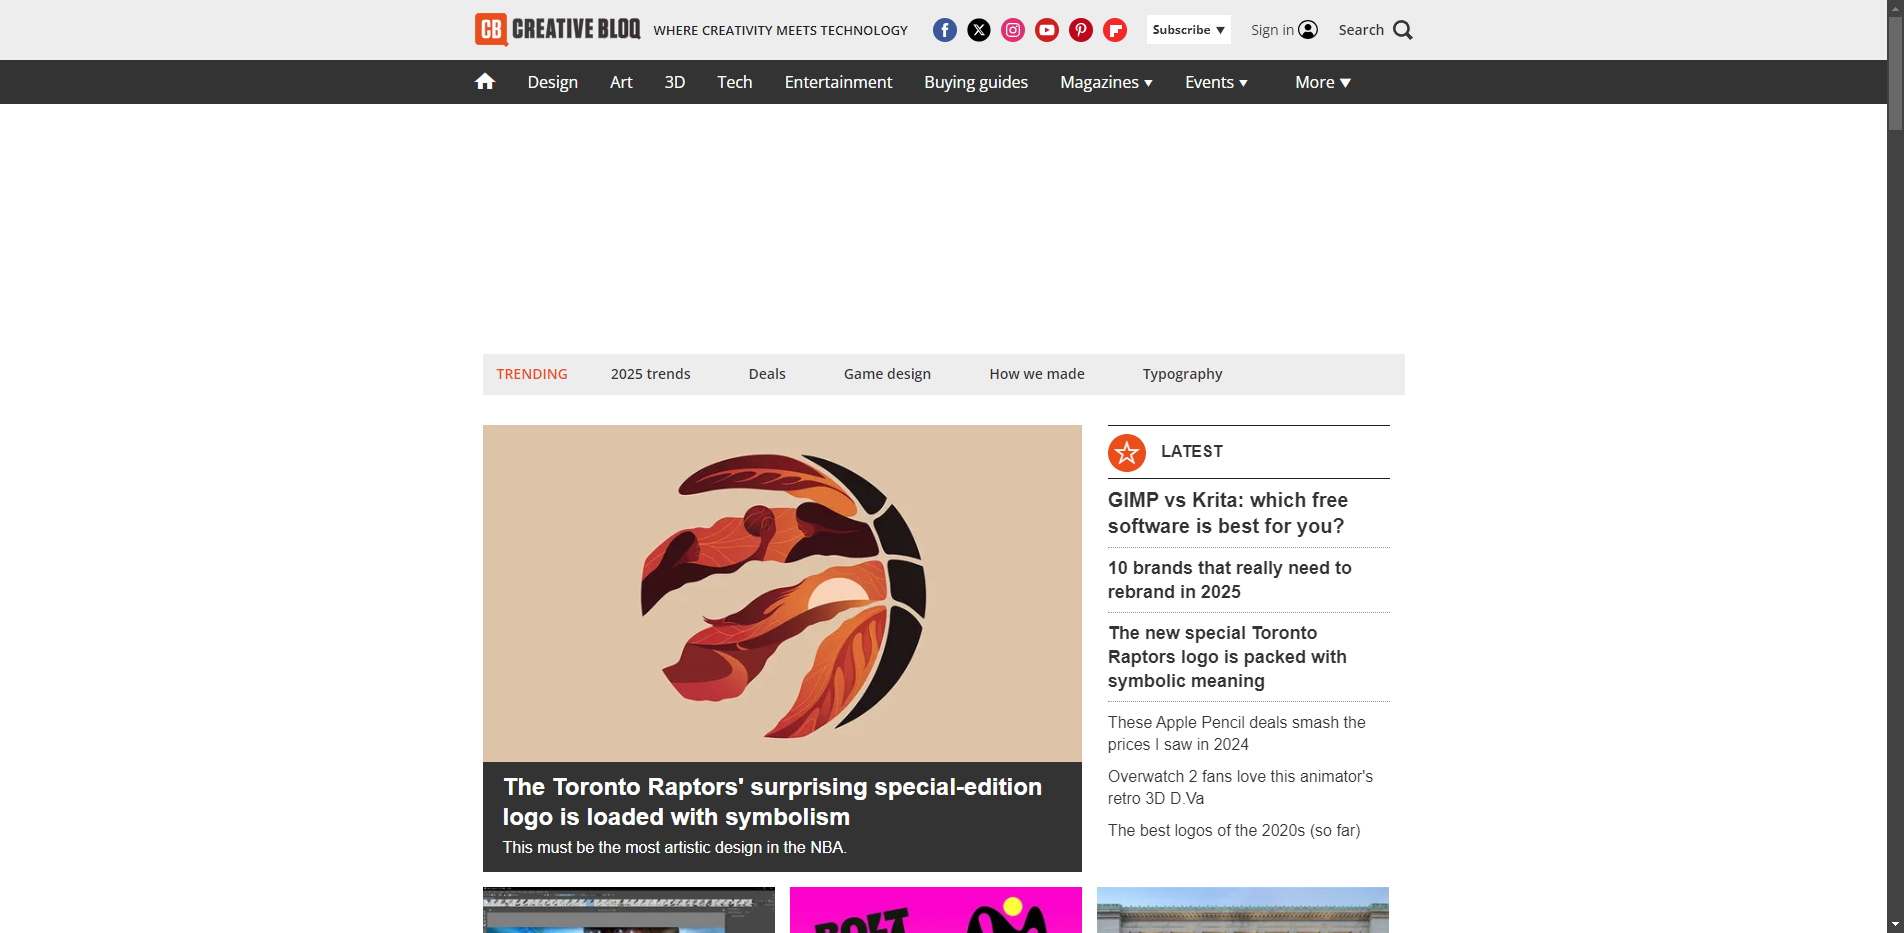 CB CREATIVE BLOQ WHERE CREATIVITY MEETS TECHNOLOGY Subscribe ▼ Sign in Search
Design Art 3D Tech Entertainment Buying guides Magazines ▼ Events ▼ More ▼
TRENDING 2025 trends Deals Game design How we made Typography
The Toronto Raptors' surprising special-edition
logo is loaded with symbolism
This must be the most artistic design in the NBA.
LATEST
GIMP vs Krita: which free
software is best for you?
10 brands that really need to
rebrand in 2025
The new special Toronto
Raptors logo is packed with
symbolic meaning
These Apple Pencil deals smash the
prices I saw in 2024
Overwatch 2 fans love this animator's
retro 3D D.Va
The best logos of the 2020s (so far)
BOLT